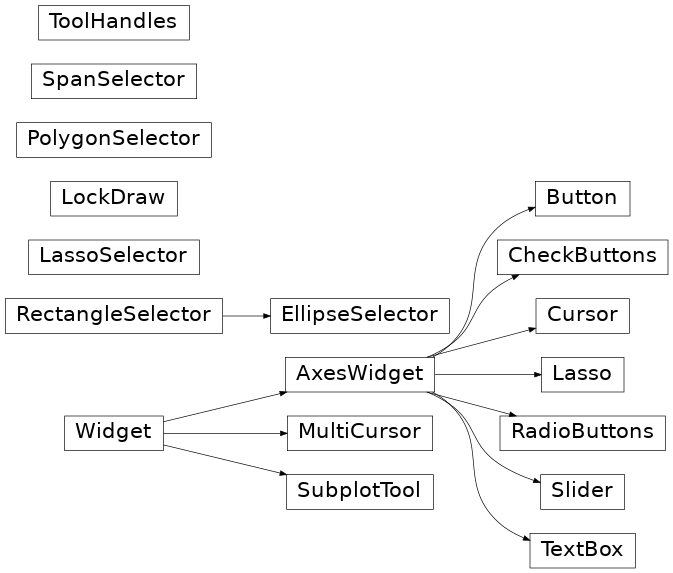 ToolHandles
SpanSelector
PolygonSelector
LockDraw
Button
LassoSelector
CheckButtons
RectangleSelector
EllipseSelector
Cursor
AxesWidget
Lasso
Widget
MultiCursor
RadioButtons
SubplotTool
Slider
TextBox